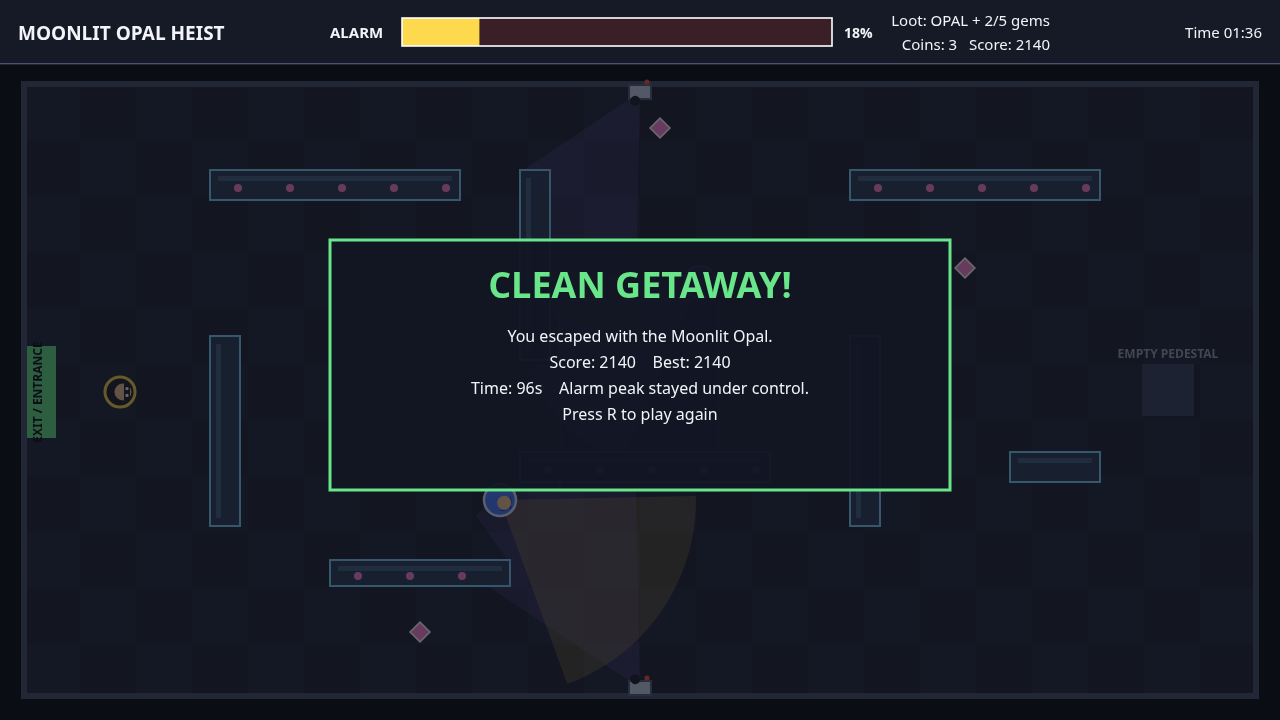 MOONLIT OPAL HEIST
ALARM
18%
Loot: OPAL + 2/5 gems
Coins: 3 Score: 2140
Time 01:36
CLEAN GETAWAY!
You escaped with the Moonlit Opal.
Score: 2140 Best: 2140
Time: 96s Alarm peak stayed under control.
Press R to play again
EXIT / ENTRANCE
EMPTY PEDESTAL